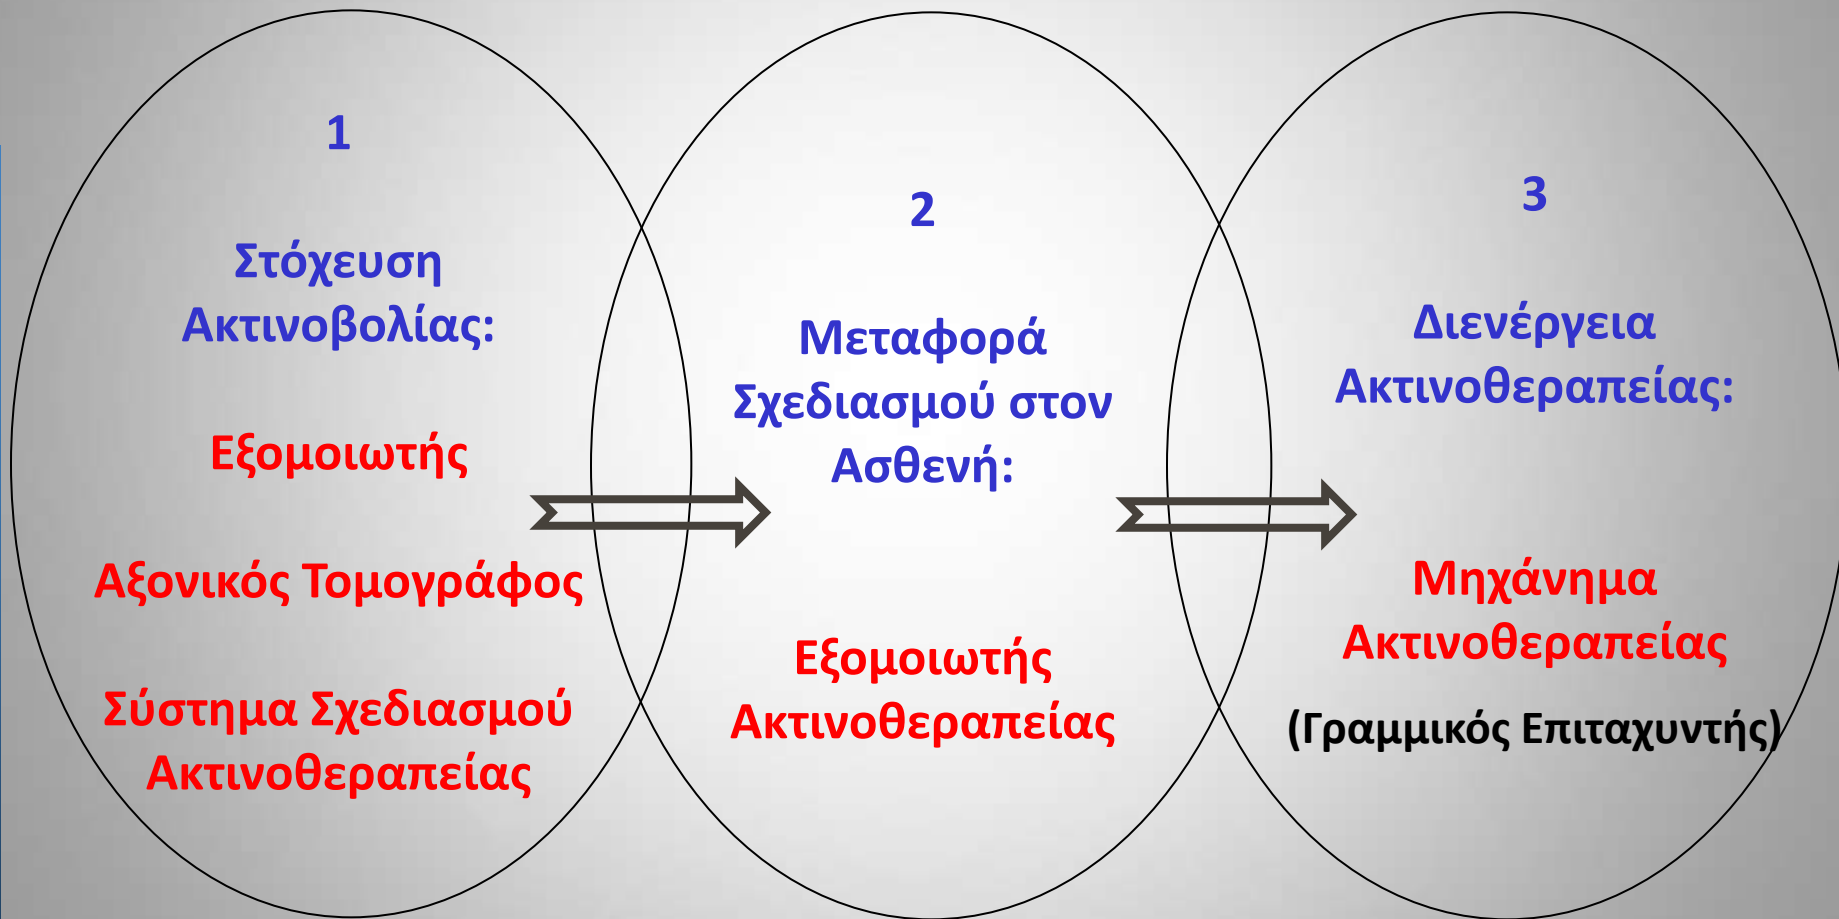 1
Στόχευση
Ακτινοβολίας:
Εξομοιωτής
Αξονικός Τομογράφος
Σύστημα Σχεδιασμού
Ακτινοθεραπείας
2
Μεταφορά
Σχεδιασμού στον
Ασθενή:
Εξομοιωτής
Ακτινοθεραπείας
3
Διενέργεια
Ακτινοθεραπείας:
Μηχάνημα
Ακτινοθεραπείας
(Γραμμικός Επιταχυντής)